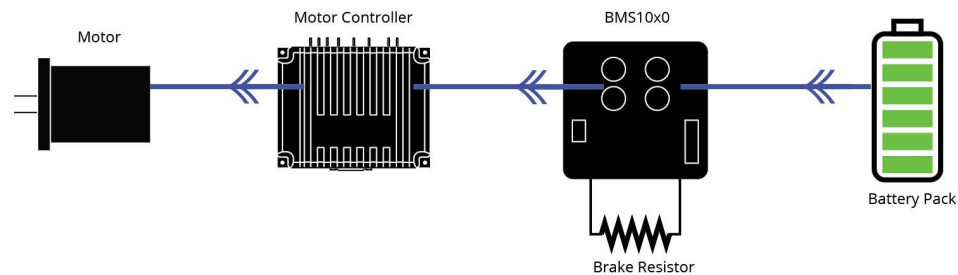 Motor
Motor Controller
BMS10x0
Battery Pack
Brake Resistor